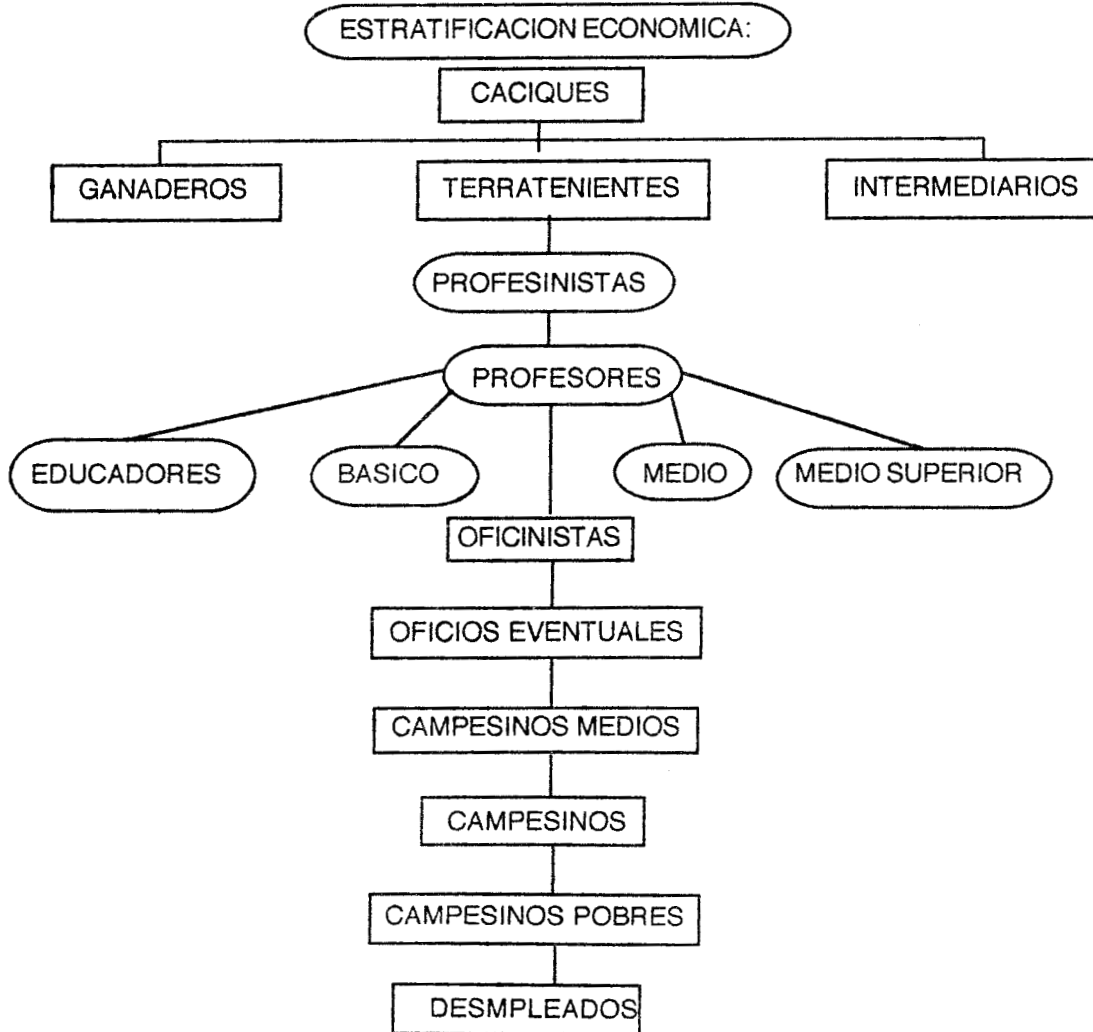 ESTRATIFICACION ECONOMICA:
CACIQUES
GANADEROS
TERRATENIENTES
INTERMEDIARIOS
PROFESINISTAS
PROFESORES
EDUCADORES
BASICO
MEDIO
MEDIO SUPERIOR
OFICINISTAS
OFICIOS EVENTUALES
CAMPESINOS MEDIOS
CAMPESINOS
CAMPESINOS POBRES
DESMPLEADOS